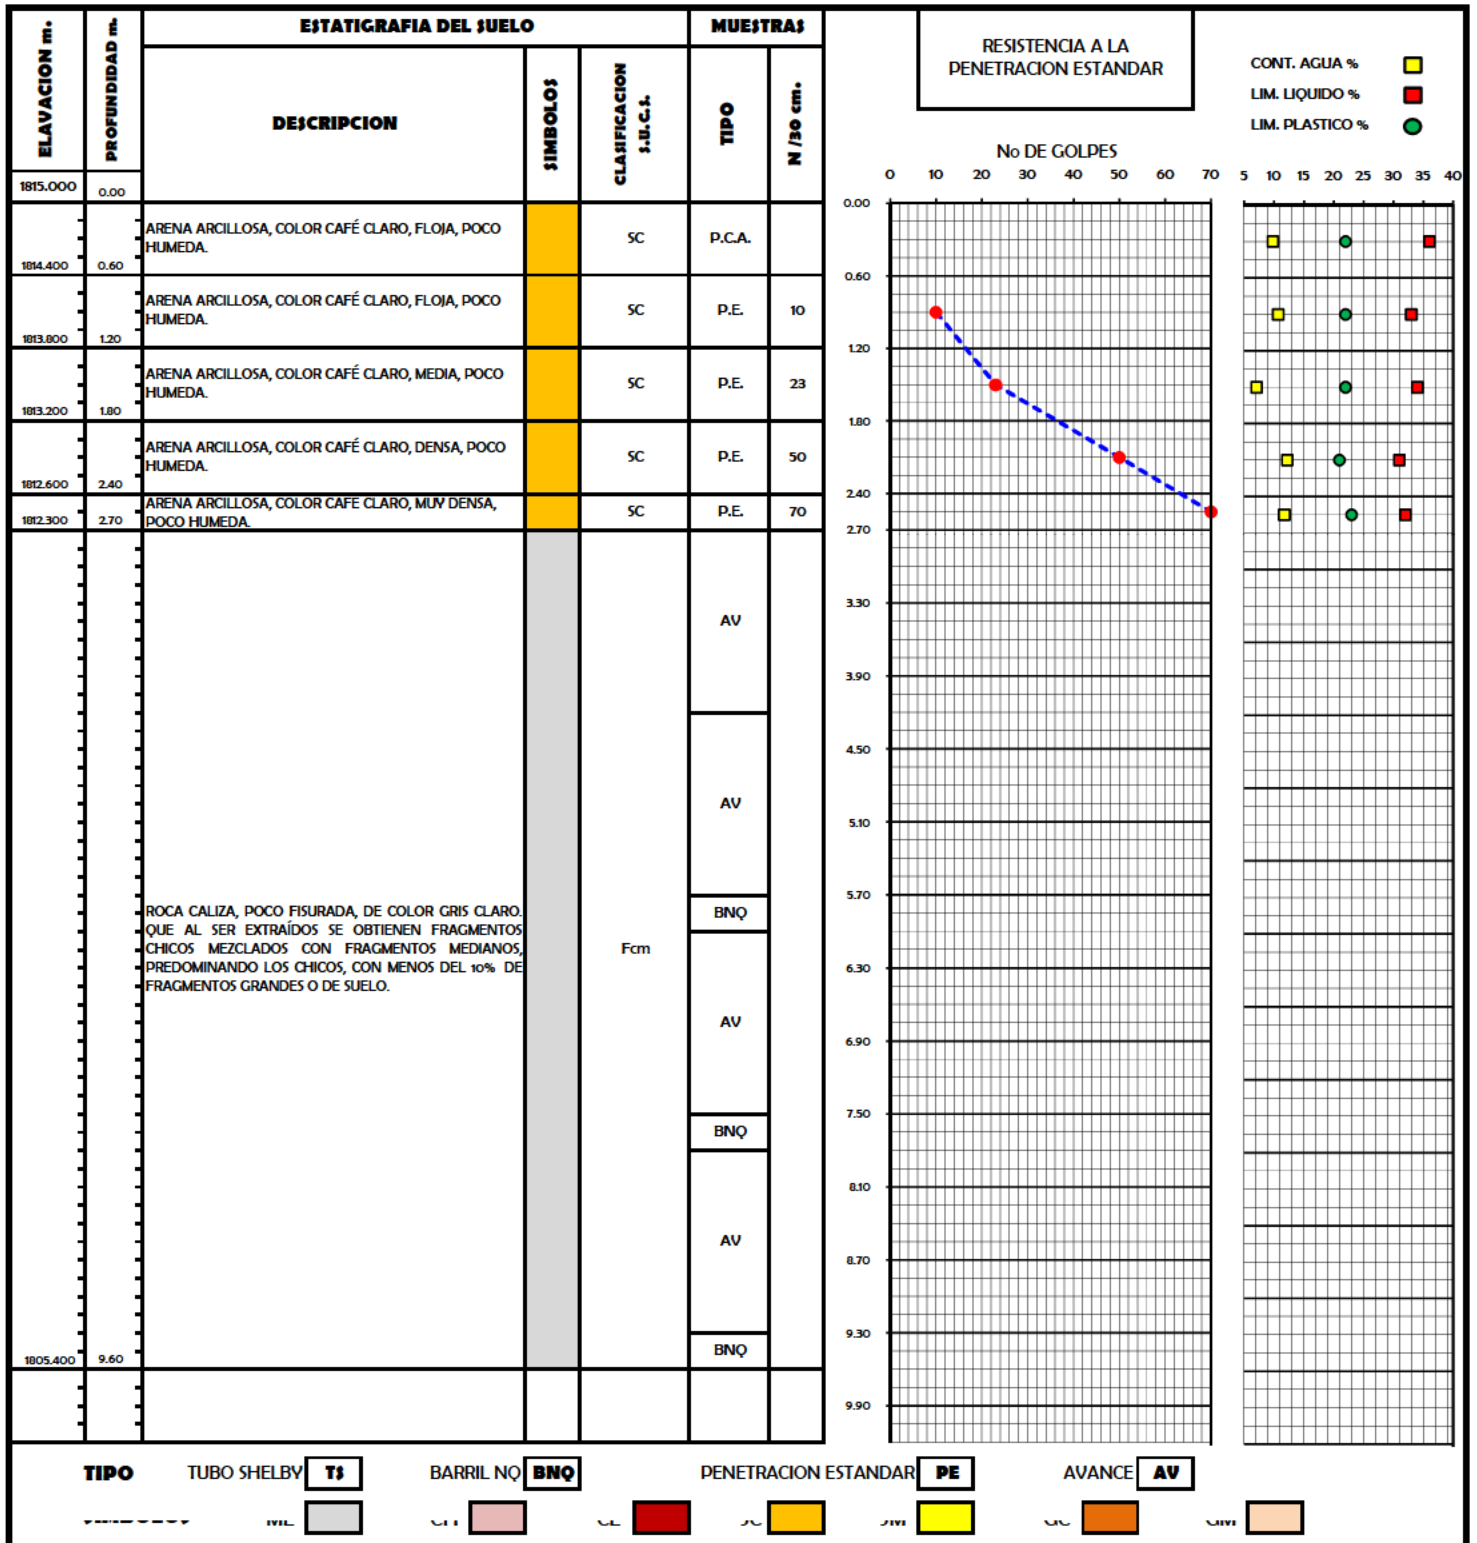 ESTATIGRAFIA DEL SUELO
MUESTRAS
ELAVACION m.
PROFUNDIDAD m.
DESCRIPCION
SIMBOLOS
CLASIFICACION
S.U.C.S.
TIPO
N /30 cm.
RESISTENCIA A LA
PENETRACION ESTANDAR
CONT. AGUA %
LIM. LIQUIDO %
LIM. PLASTICO %
No DE GOLPES
0 10 20 30 40 50 60 70
5 10 15 20 25 30 35 40
1815.000 0.00
ARENA ARCILLOSA, COLOR CAFÉ CLARO, FLOJA, POCO
HUMEDA.
SC P.C.A.
1814.400 0.60
ARENA ARCILLOSA, COLOR CAFÉ CLARO, FLOJA, POCO
HUMEDA.
SC P.E. 10
1813.800 1.20
ARENA ARCILLOSA, COLOR CAFÉ CLARO, MEDIA, POCO
HUMEDA.
SC P.E. 23
1813.200 1.80
ARENA ARCILLOSA, COLOR CAFÉ CLARO, DENSA, POCO
HUMEDA.
SC P.E. 50
1812.600 2.40
ARENA ARCILLOSA, COLOR CAFE CLARO, MUY DENSA,
POCO HUMEDA.
SC P.E. 70
1812.300 2.70
AV
AV
BNQ
ROCA CALIZA, POCO FISURADA, DE COLOR GRIS CLARO.
QUE AL SER EXTRAÍDOS SE OBTIENEN FRAGMENTOS
CHICOS MEZCLADOS CON FRAGMENTOS MEDIANOS,
PREDOMINANDO LOS CHICOS, CON MENOS DEL 10% DE
FRAGMENTOS GRANDES O DE SUELO.
Fcm
AV
BNQ
AV
BNQ
1805.400 9.60
0.00
0.60
1.20
1.80
2.40
2.70
3.30
3.90
4.50
5.10
5.70
6.30
6.90
7.50
8.10
8.70
9.30
9.90
TIPO TUBO SHELBY TS BARRIL NQ BNQ PENETRACION ESTANDAR PE AVANCE AV